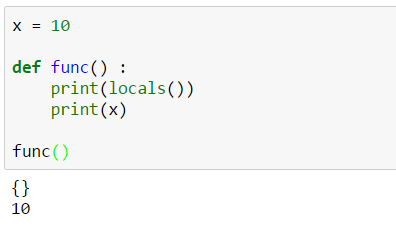 x = 10
def func() :
    print(locals())
    print(x)
func()
{}
10